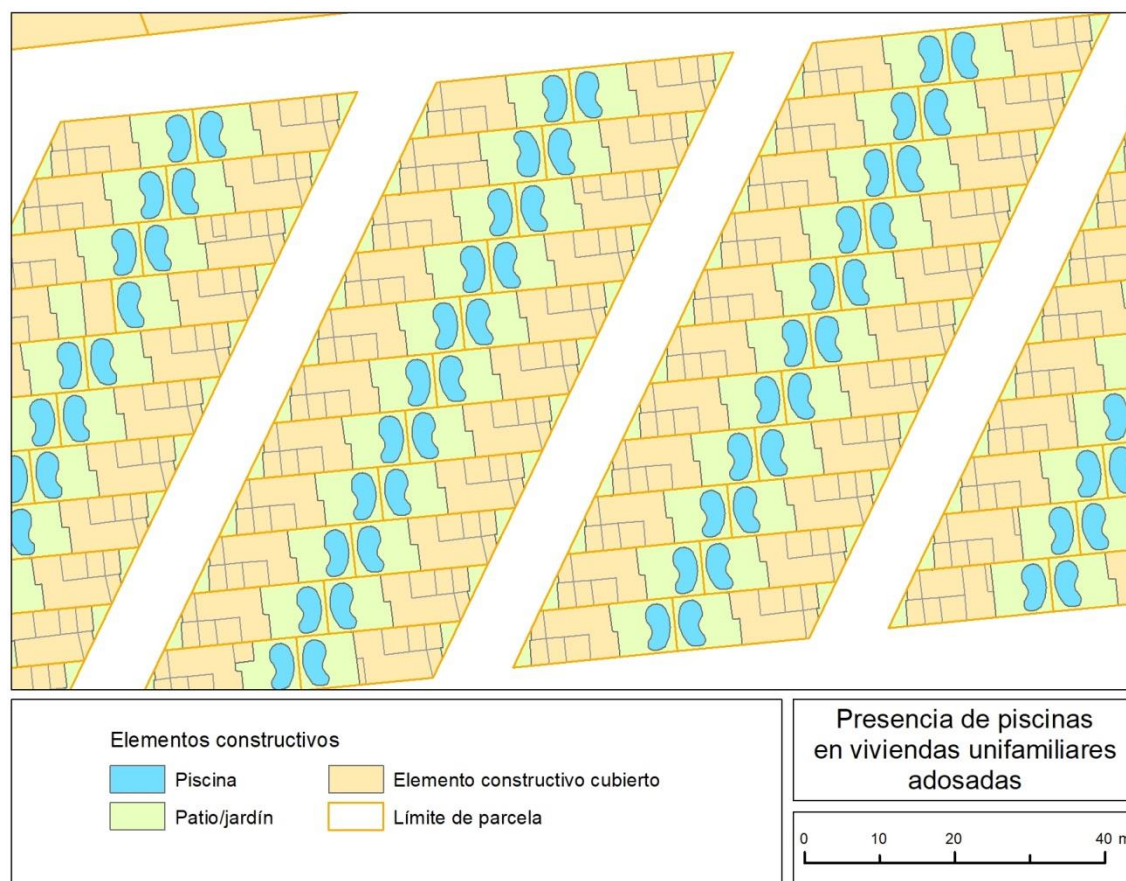 Elementos constructivos
Piscina
Elemento constructivo cubierto
Patio/jardín
Límite de parcela
Presencia de piscinas
en viviendas unifamiliares
adosadas
0 10 20 40 m